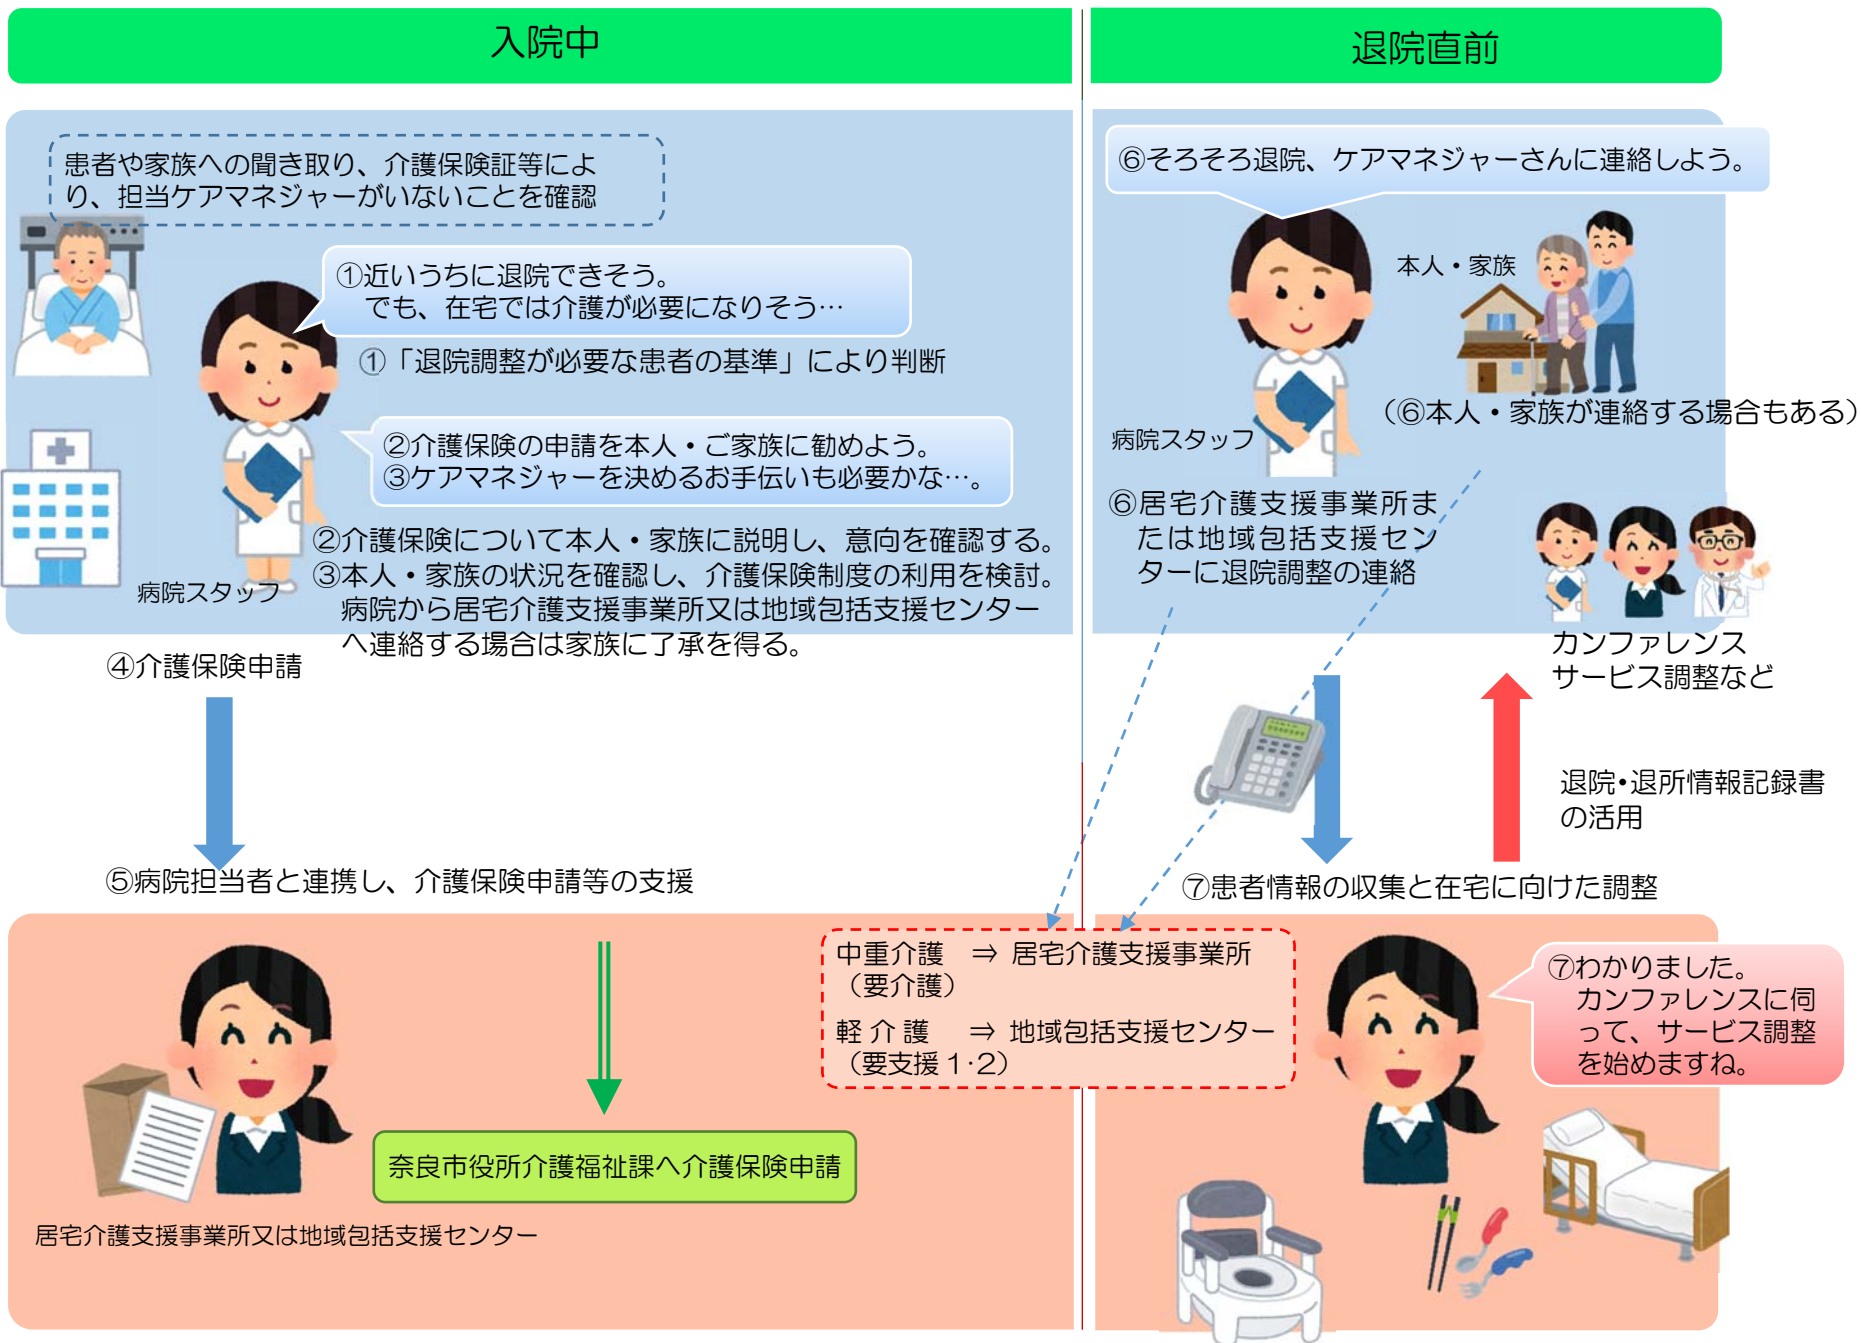 入院中
患者や家族への聞き取り、介護保険証等によ
り、担当ケアマネジャーがいないことを確認
①近いうちに退院できそう。
でも、在宅では介護が必要になりそう…
①「退院調整が必要な患者の基準」により判断
②介護保険の申請を本人・ご家族に勧めよう。
③ケアマネジャーを決めるお手伝いも必要かな…。
②介護保険について本人・家族に説明し、意向を確認する。
③本人・家族の状況を確認し、介護保険制度の利用を検討。
病院から居宅介護支援事業所又は地域包括支援センター
へ連絡する場合は家族に了承を得る。
病院スタッフ
④介護保険申請
⑤病院担当者と連携し、介護保険申請等の支援
奈良市役所介護福祉課へ介護保険申請
居宅介護支援事業所又は地域包括支援センター
退院直前
⑥そろそろ退院、ケアマネジャーさんに連絡しよう。
本人・家族
（⑥本人・家族が連絡する場合もある）
病院スタッフ
⑥居宅介護支援事業所ま
たは地域包括支援セン
ターに退院調整の連絡
カンファレンス
サービス調整など
退院・退所情報記録書
の活用
⑦患者情報の収集と在宅に向けた調整
中重介護　⇒ 居宅介護支援事業所
（要介護）
軽 介 護　⇒ 地域包括支援センター
（要支援１・２）
⑦わかりました。
カンファレンスに伺
って、サービス調整
を始めますね。